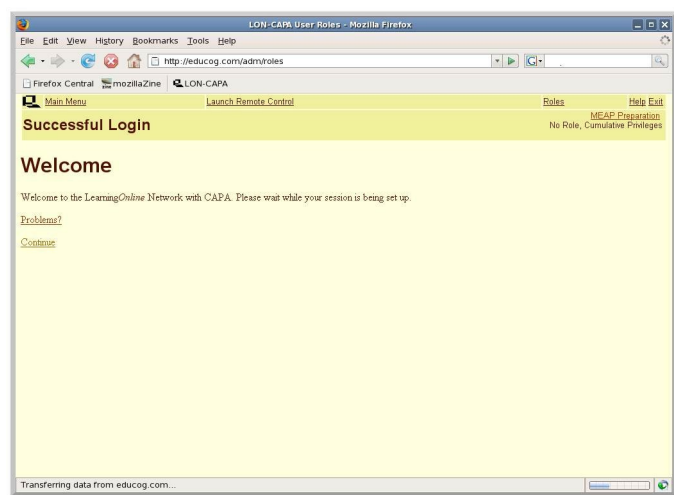 LON-CAPA User Roles - Mozilla Firefox
File Edit View History Bookmarks Tools Help
http://educog.com/adm/roles G
Firefox Central mozillaZine LON-CAPA
Main Menu Launch Remote Control Roles Help Exit
Successful Login
MEAP Preparation
No Role, Cumulative Privileges
Welcome
Welcome to the LearningOnline Network with CAPA. Please wait while your session is being set up.
Problems?
Continue
Transferring data from educog.com...